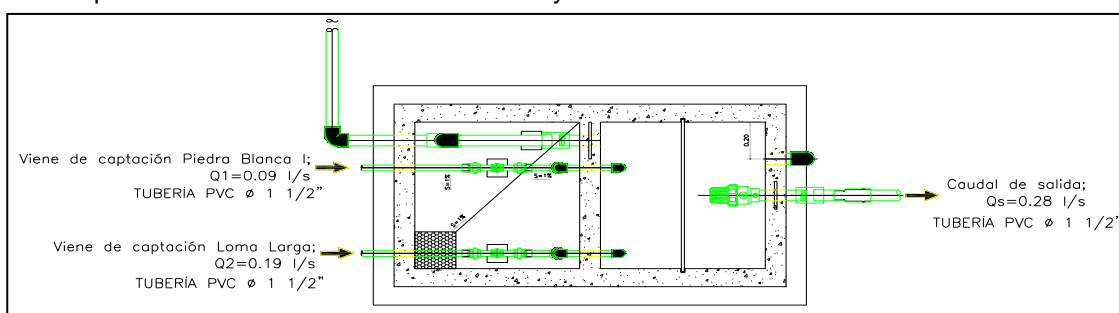 Viene de captación Piedra Blanca I;
Q1=0.09 l/s
TUBERÍA PVC ø 1 1/2"
Viene de captación Loma Larga;
Q2=0.19 l/s
TUBERÍA PVC ø 1 1/2"
S=1%
S=1%
S=1%
0.20
Caudal de salida;
Qs=0.28 l/s
TUBERÍA PVC ø 1 1/2"